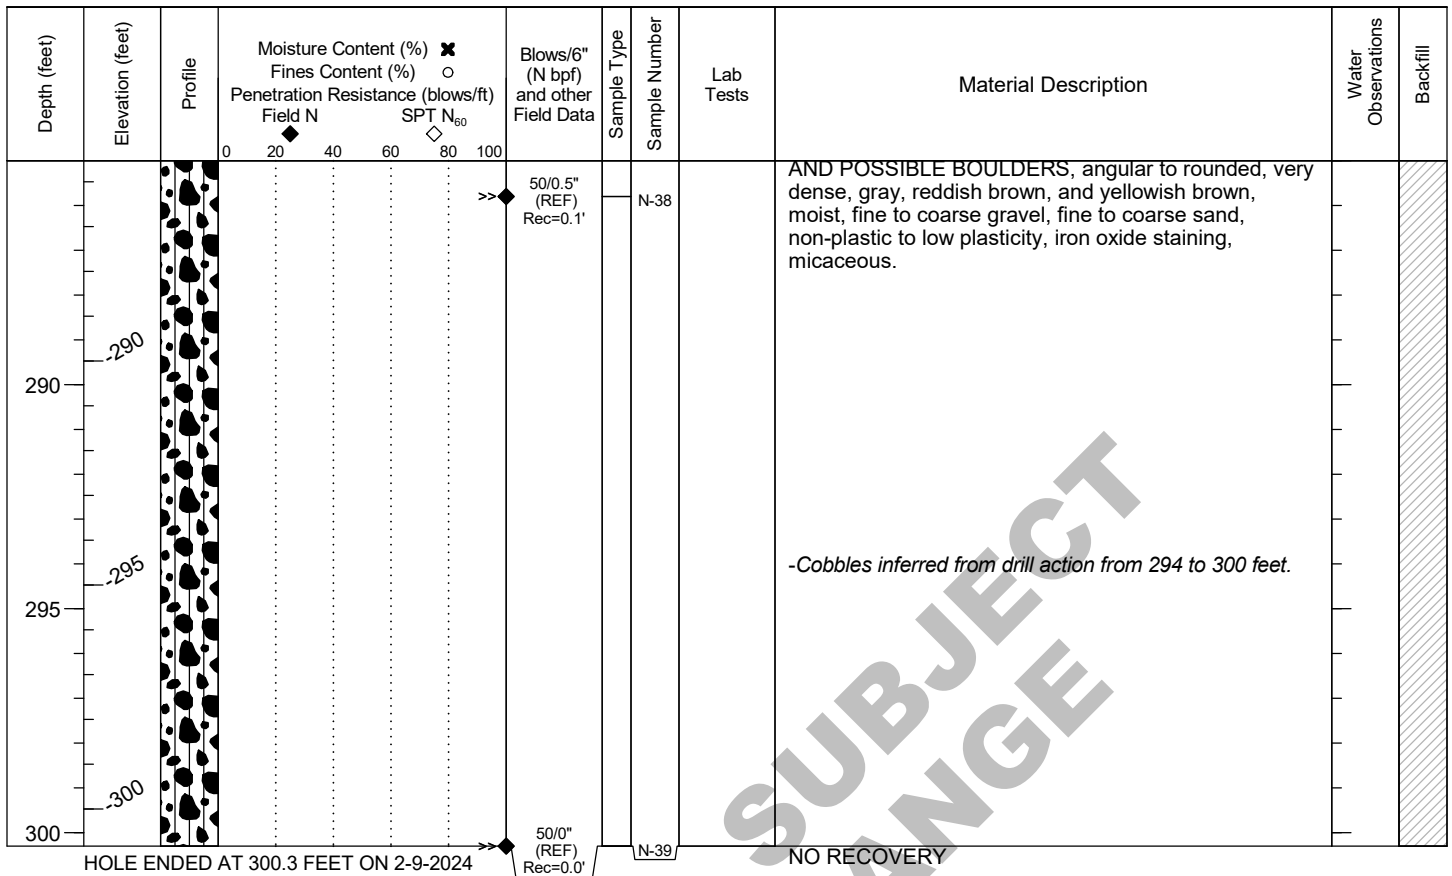 Depth (feet)
Elevation (feet)
Profile
Moisture Content (%)
Fines Content (%)
Penetration Resistance (blows/ft)
Field N SPT N60
0 20 40 60 80 100
Blows/6"
(N bpf)
and other
Field Data
Sample Type
Sample Number
Lab
Tests
Material Description
Water
Observations
Backfill
AND POSSIBLE BOULDERS, angular to rounded, very
dense, gray, reddish brown, and yellowish brown,
moist, fine to coarse gravel, fine to coarse sand,
non-plastic to low plasticity, iron oxide staining,
micaceous.
>>
50/0.5"
(REF)
Rec=0.1'
N-38
-290
290
-Cobbles inferred from drill action from 294 to 300 feet.
-295
295
-300
300
>>
50/0"
(REF)
Rec=0.0'
N-39
NO RECOVERY
HOLE ENDED AT 300.3 FEET ON 2-9-2024
SUBJECT
ANGE